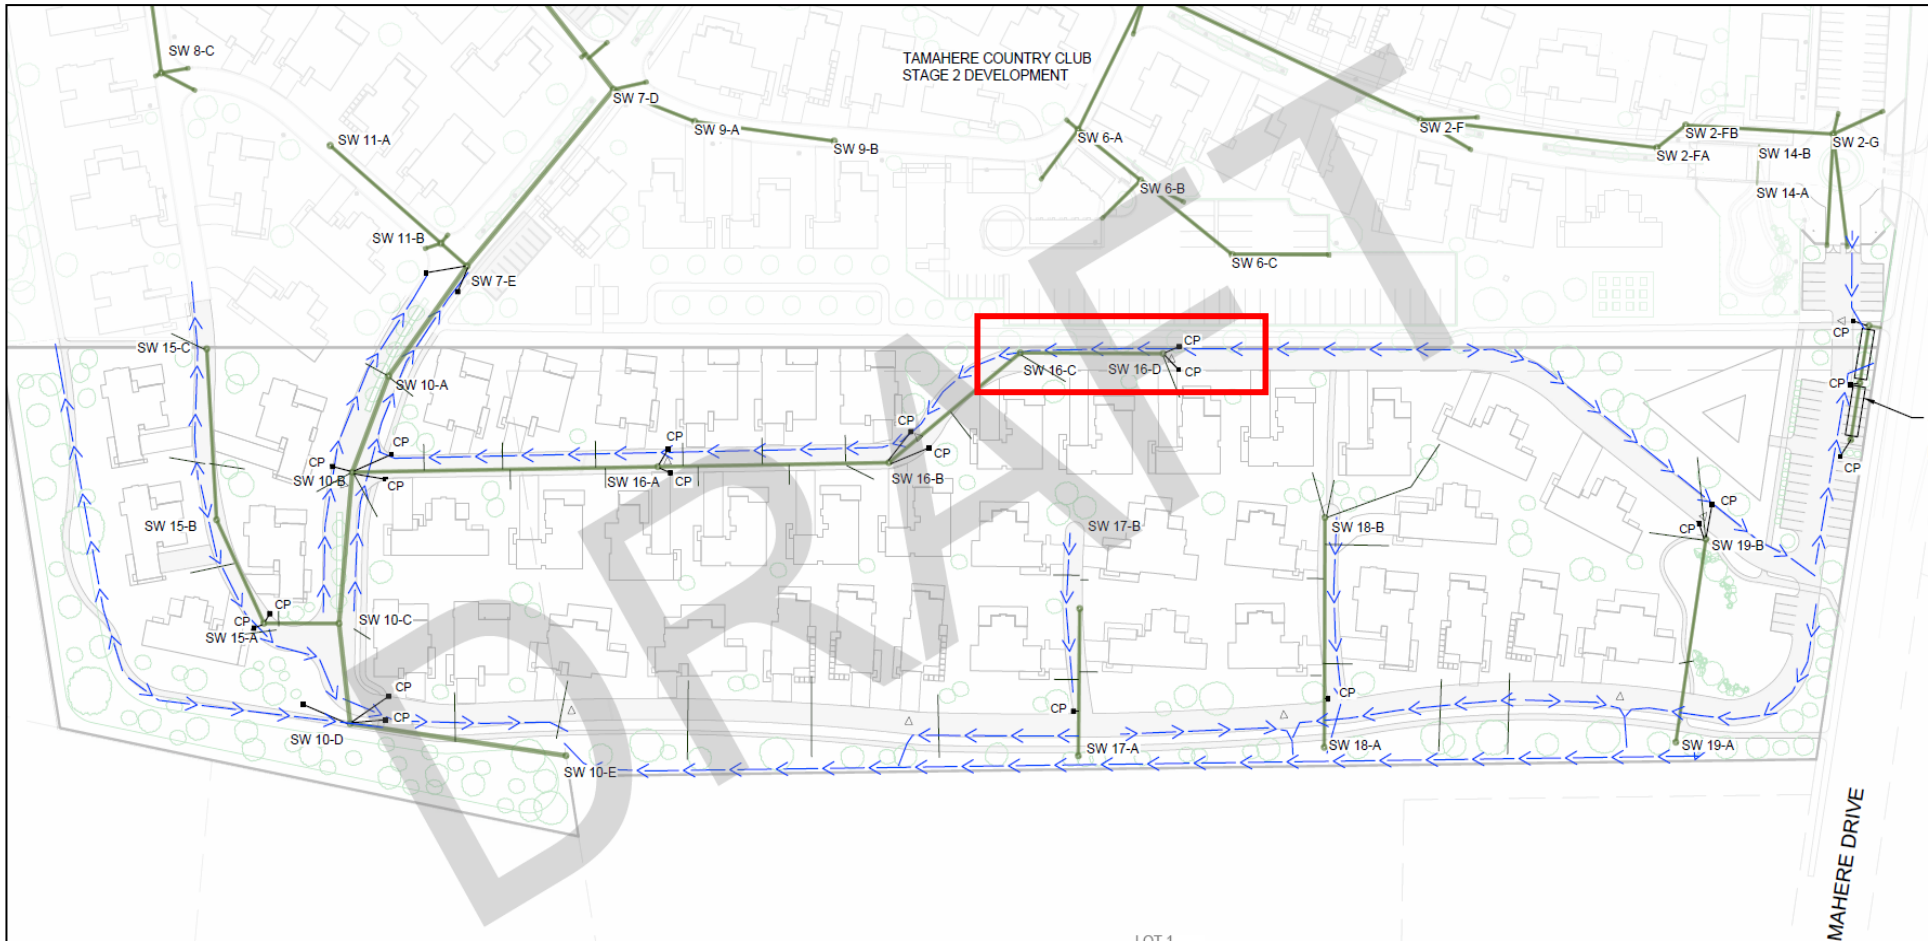 SW 8-C
TAMAHERE COUNTRY CLUB
STAGE 2 DEVELOPMENT
SW 7-D
SW 9-A
SW 9-B
SW 11-A
SW 6-A
SW 2-F
SW 2-FB
SW 2-FA
SW 14-B
SW 2-G
SW 6-B
SW 14-A
SW 11-B
SW 6-C
SW 7-E
CP
CP
SW 15-C
SW 16-C
SW 16-D
CP
SW 10-A
CP
CP
CP
CP
CP
CP
SW 10-B
CP
SW 16-A
CP
SW 16-B
CP
SW 15-B
SW 17-B
SW 18-B
CP
CP
SW 19-B
CP
CP
SW 15-A
SW 10-C
CP
CP
CP
SW 10-D
SW 10-E
SW 17-A
SW 18-A
SW 19-A
MAHERE DRIVE
LOT 1
DRAFT